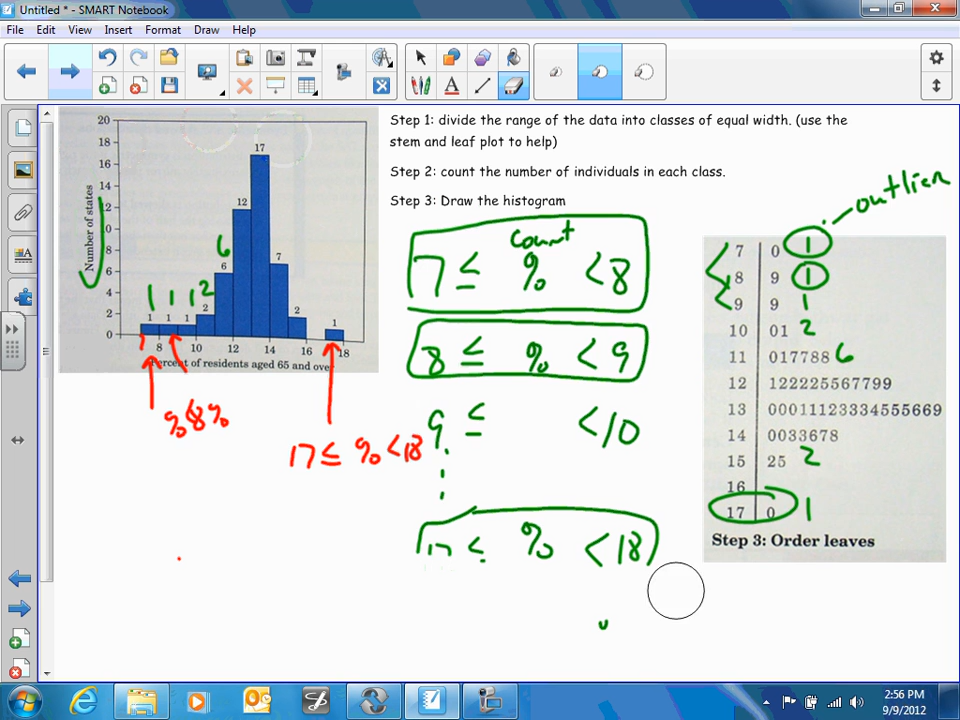 Untitled * - SMART Notebook
File Edit View Insert Format Draw Help
Step 1: divide the range of the data into classes of equal width. (use the
stem and leaf plot to help)
Step 2: count the number of individuals in each class.
Step 3: Draw the histogram
20
18
16
14
12
10
8
6
4
2
0
Number of states
1 1 1 2 6 12 17 7 2 1
1 1 1 2 6
8 10 12 14 16 18
Percent of residents aged 65 and over
7
% 8%
17 ≤ % < 18
count
7 ≤ % < 8
8 ≤ % < 9
9 ≤ < 10
17 ≤ % < 18
outlier
7 0 1
8 9 1
9 9 1
10 01 2
11 017788 6
12 122225567799
13 00011123334555669
14 0033678
15 25 2
16
17 0 1
Step 3: Order leaves
2:56 PM
9/9/2012